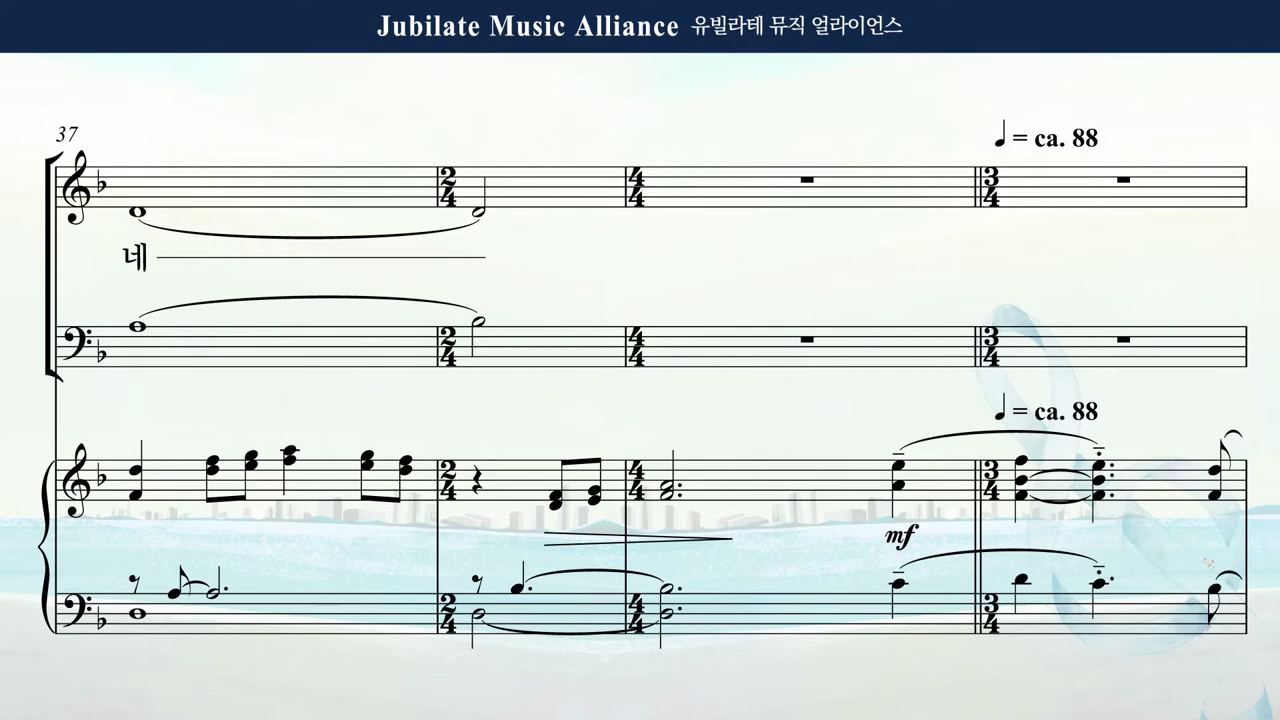 Jubilate Music Alliance 유빌라테 뮤직 얼라이언스
37
♩ = ca. 88
네
♩ = ca. 88
mf